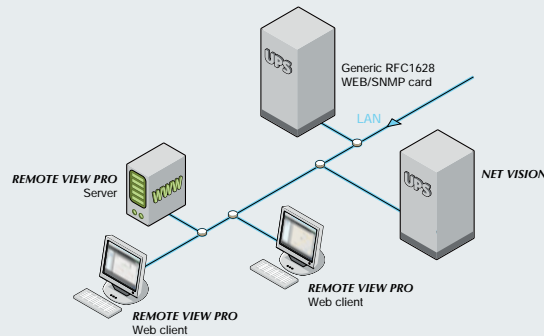 UPS
Generic RFC1628
WEB/SNMP card
LAN
REMOTE VIEW PRO
Server
WWW
UPS
NET VISION
REMOTE VIEW PRO
Web client
REMOTE VIEW PRO
Web client